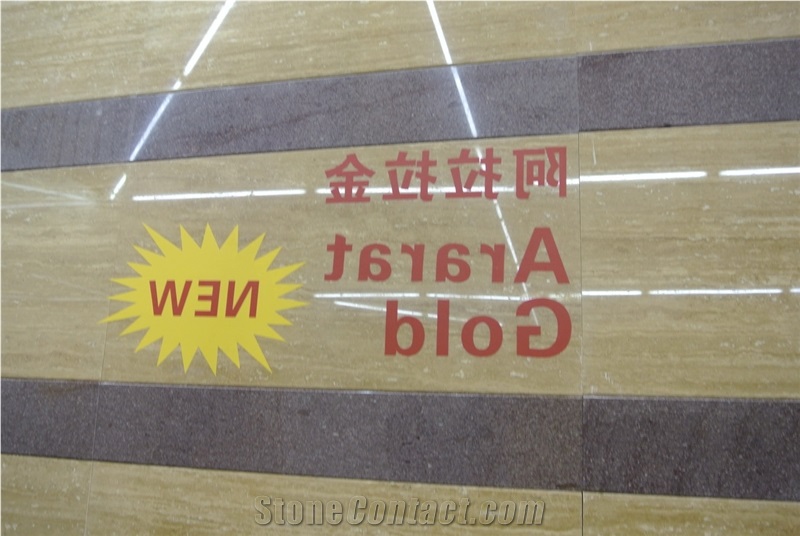 阿拉拉金
Ararat
Gold
NEW
StoneContact.com